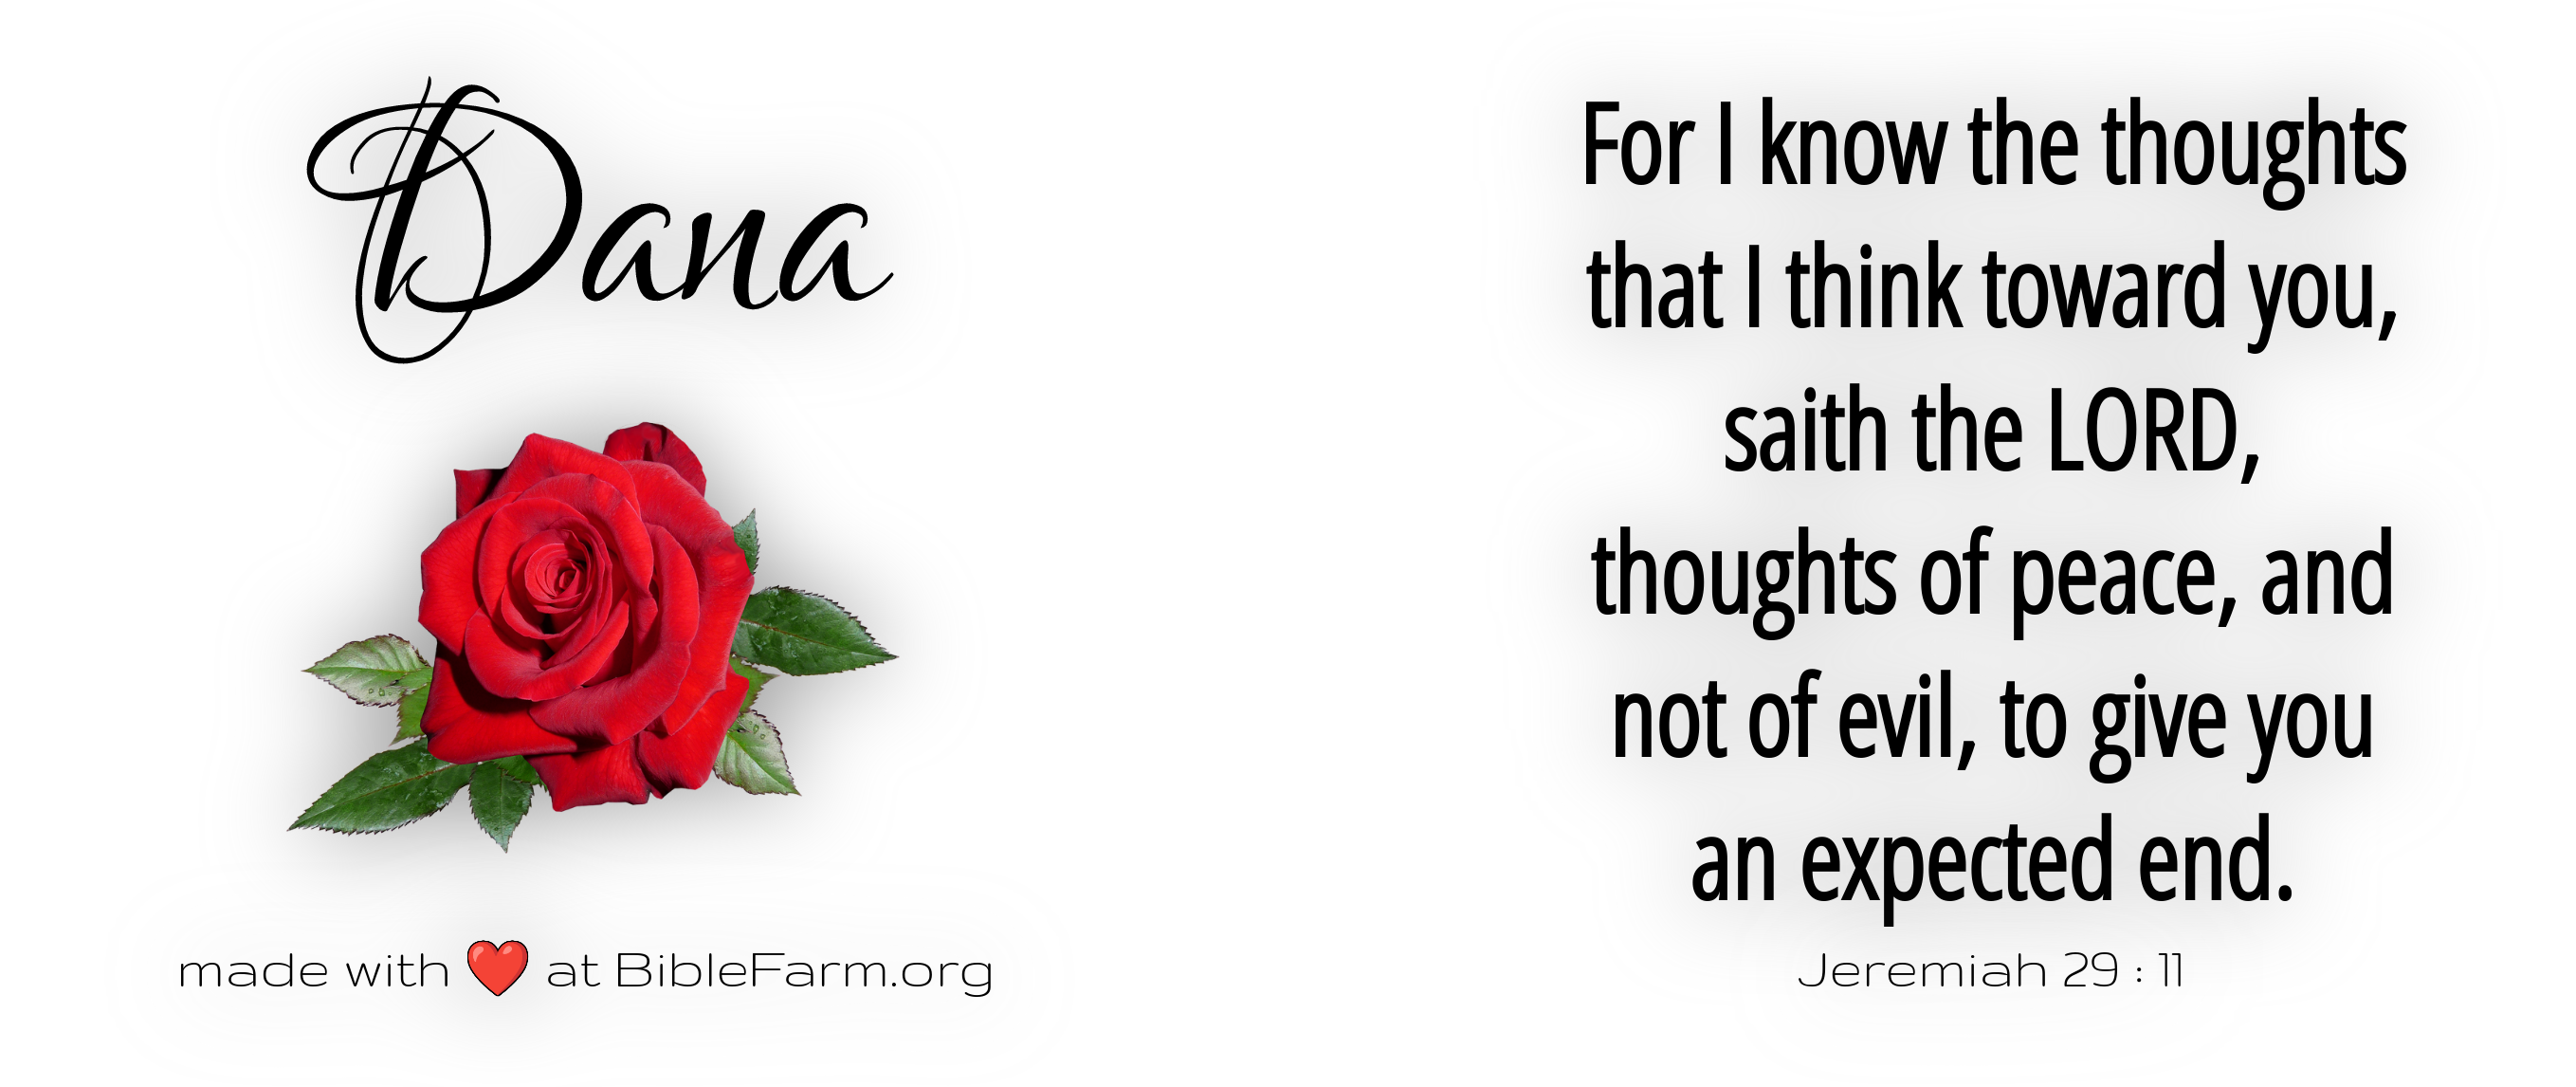 Dana
made with ❤️ at BibleFarm.org
For I know the thoughts
that I think toward you,
saith the LORD,
thoughts of peace, and
not of evil, to give you
an expected end.
Jeremiah 29 : 11